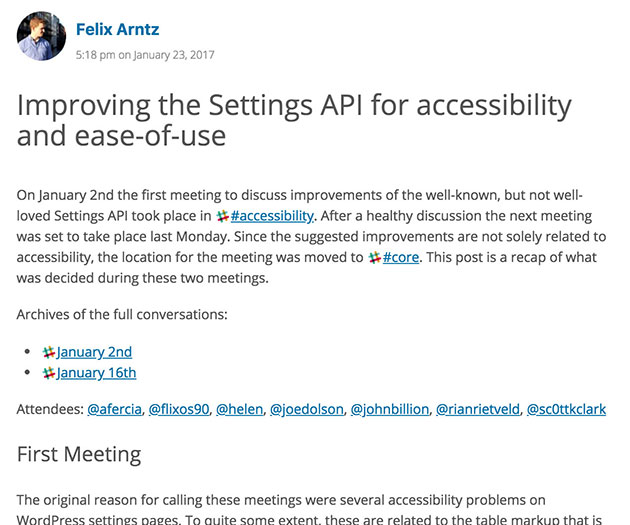 Felix Arntz
5:18 pm on January 23, 2017
Improving the Settings API for accessibility
and ease-of-use
On January 2nd the first meeting to discuss improvements of the well-known, but not well-
loved Settings API took place in #accessibility. After a healthy discussion the next meeting
was set to take place last Monday. Since the suggested improvements are not solely related to
accessibility, the location for the meeting was moved to #core. This post is a recap of what
was decided during these two meetings.
Archives of the full conversations:
• January 2nd
• January 16th
Attendees: @afercia, @flixos90, @helen, @joedolson, @johnbillion, @rianrietveld, @sc0ttkclark
First Meeting
The original reason for calling these meetings were several accessibility problems on
WordPress settings pages. To quite some extent, these are related to the table markup that is